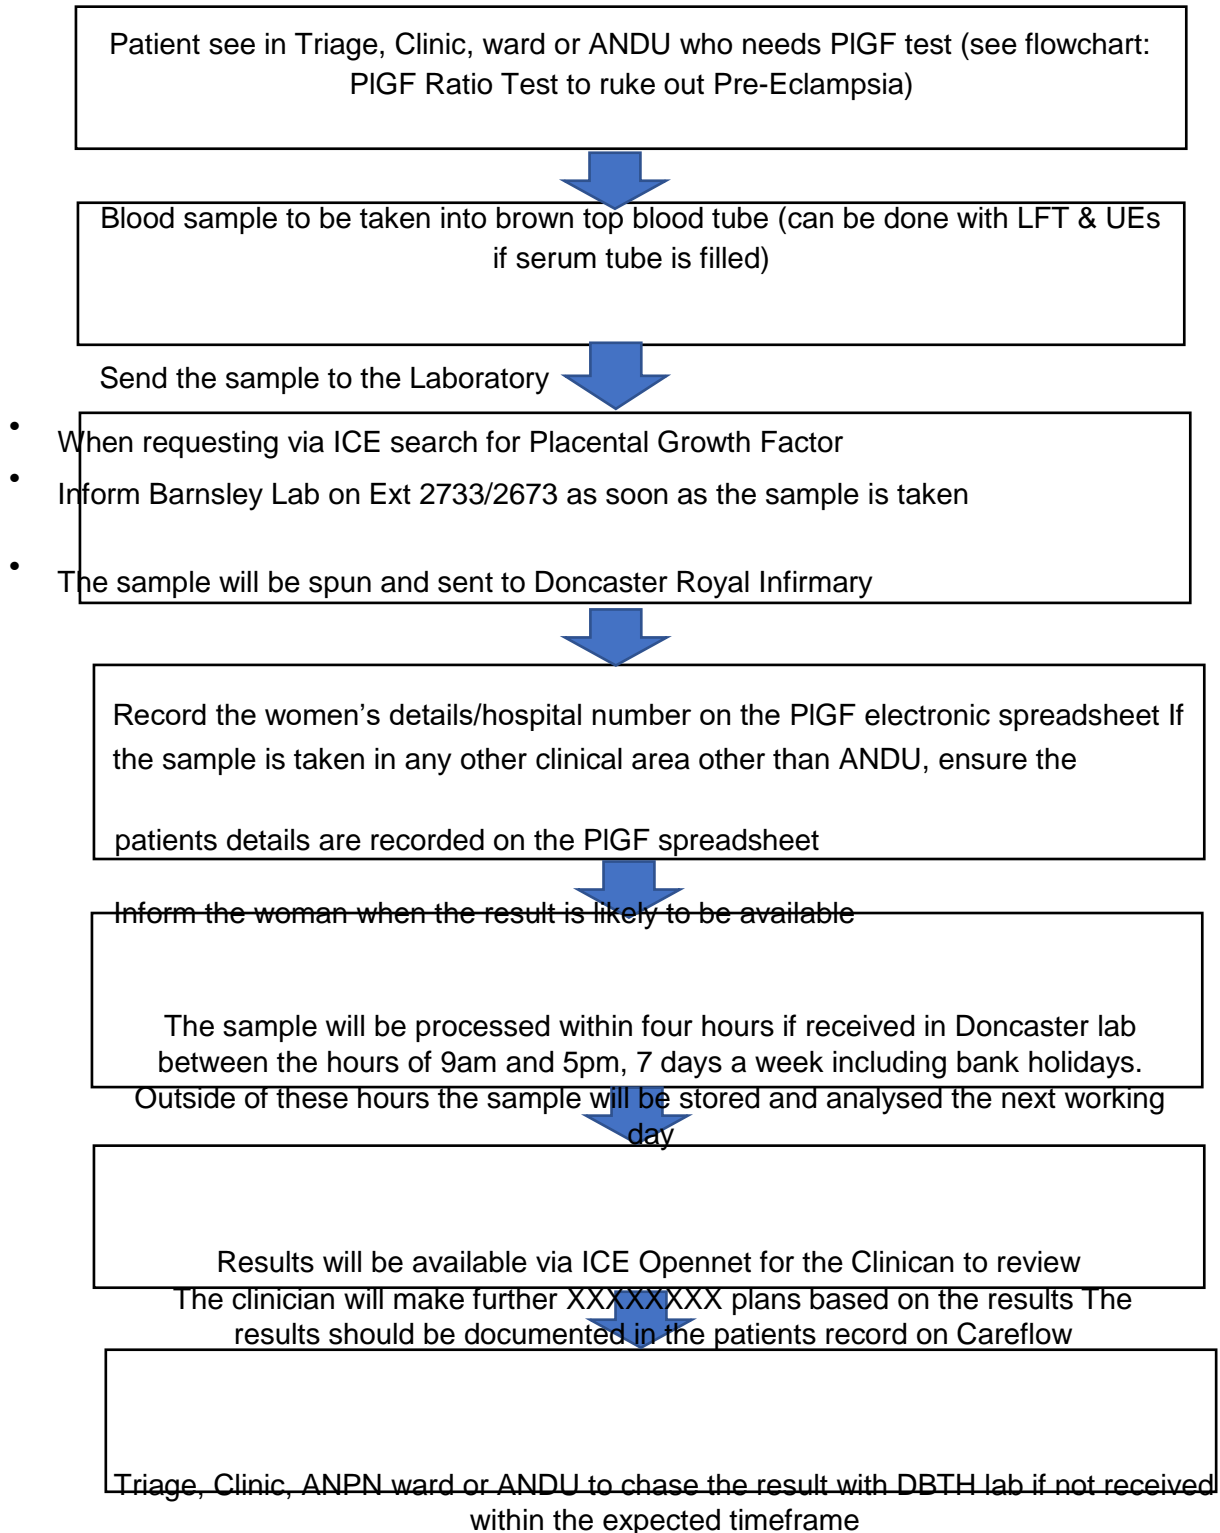 Patient see in Triage, Clinic, ward or ANDU who needs PlGF test (see flowchart:
PlGF Ratio Test to ruke out Pre-Eclampsia)
Blood sample to be taken into brown top blood tube (can be done with LFT & UEs
if serum tube is filled)
Send the sample to the Laboratory
• When requesting via ICE search for Placental Growth Factor
• Inform Barnsley Lab on Ext 2733/2673 as soon as the sample is taken
• The sample will be spun and sent to Doncaster Royal Infirmary
Record the women’s details/hospital number on the PlGF electronic spreadsheet If
the sample is taken in any other clinical area other than ANDU, ensure the
patients details are recorded on the PlGF spreadsheet
Inform the woman when the result is likely to be available
The sample will be processed within four hours if received in Doncaster lab
between the hours of 9am and 5pm, 7 days a week including bank holidays.
Outside of these hours the sample will be stored and analysed the next working
day
Results will be available via ICE Opennet for the Clinican to review
The clinician will make further XXXXXXXX plans based on the results The
results should be documented in the patients record on Careflow
Triage, Clinic, ANPN ward or ANDU to chase the result with DBTH lab if not received
within the expected timeframe